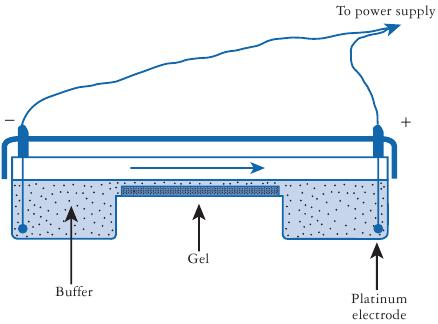 To power supply
−
+
Gel
Buffer
Platinum
electrode